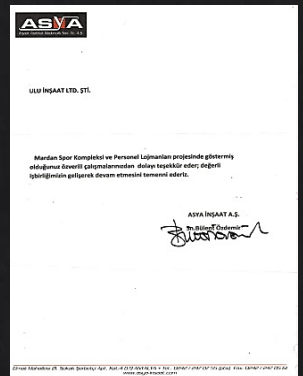 ASYA
ULU İNŞAAT LTD. ŞTİ.
Mardan Spor Kompleksi ve Personel Lojmanları projesinde göstermiş
olduğunuz özverili çalışmalarınızdan dolayı teşekkür eder; değerli
işbirliğimizin gelişerek devam etmesini temenni ederiz.
ASYA İNŞAAT A.Ş.
Bülent Özdemir